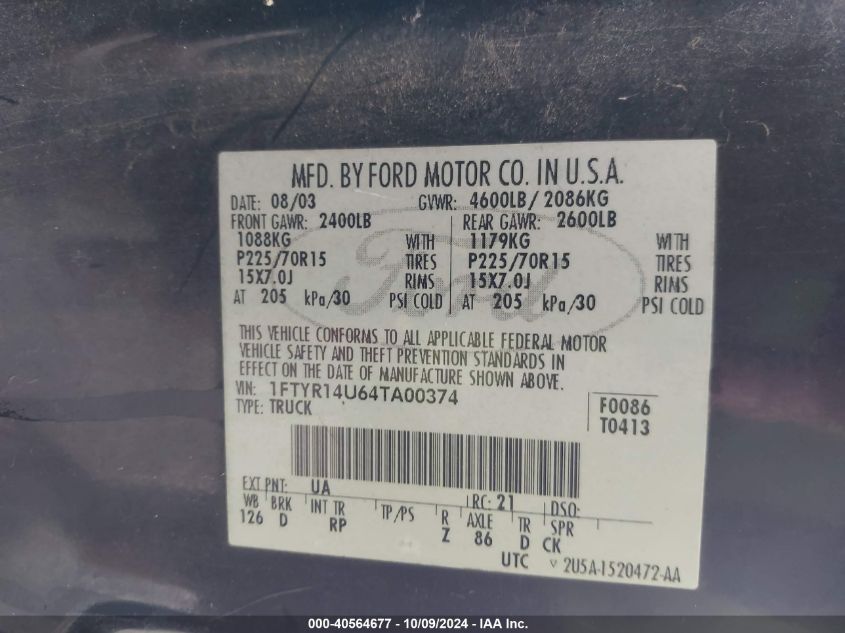 MFD. BY FORD MOTOR CO. IN U.S.A.
DATE: 08/03 GVWR: 4600LB/ 2086KG
FRONT GAWR: 2400LB REAR GAWR: 2600LB
1088KG WITH 1179KG WITH
P225/70R15 TIRES P225/70R15 TIRES
15X7.0J RIMS 15X7.0J RIMS
AT 205 kPa/30 PSI COLD AT 205 kPa/30 PSI COLD
Ford
THIS VEHICLE CONFORMS TO ALL APPLICABLE FEDERAL MOTOR
VEHICLE SAFETY AND THEFT PREVENTION STANDARDS IN
EFFECT ON THE DATE OF MANUFACTURE SHOWN ABOVE.
VIN: 1FTYR14U64TA00374
TYPE: TRUCK
F0086
T0413
EXT PNT: UA RC: 21 DSO:
WB BRK INT TR TP/PS R AXLE TR SPR
126 D RP Z 86 D CK
UTC V 2U5A-1520472-AA
000-40564677 - 10/09/2024 - IAA Inc.